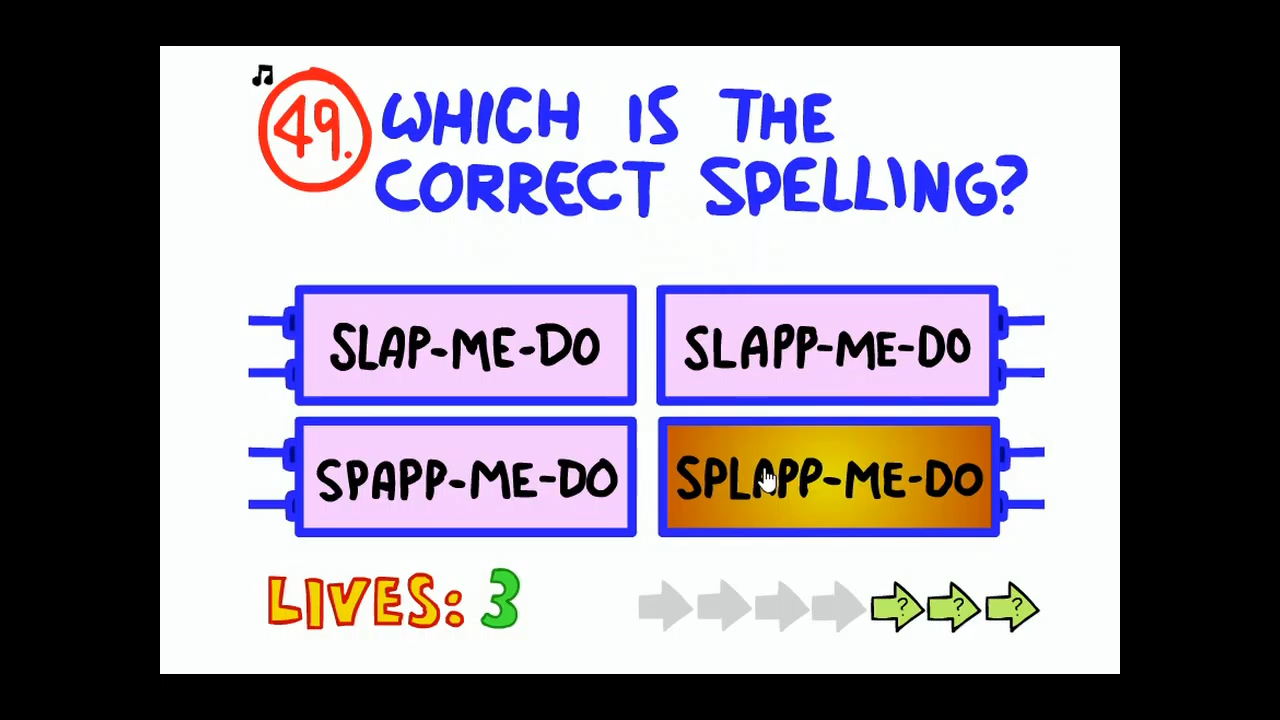 49. WHICH IS THE
CORRECT SPELLING?
SLAP-ME-DO
SLAPP-ME-DO
SPAPP-ME-DO
SPLAPP-ME-DO
LIVES: 3
? ? ?